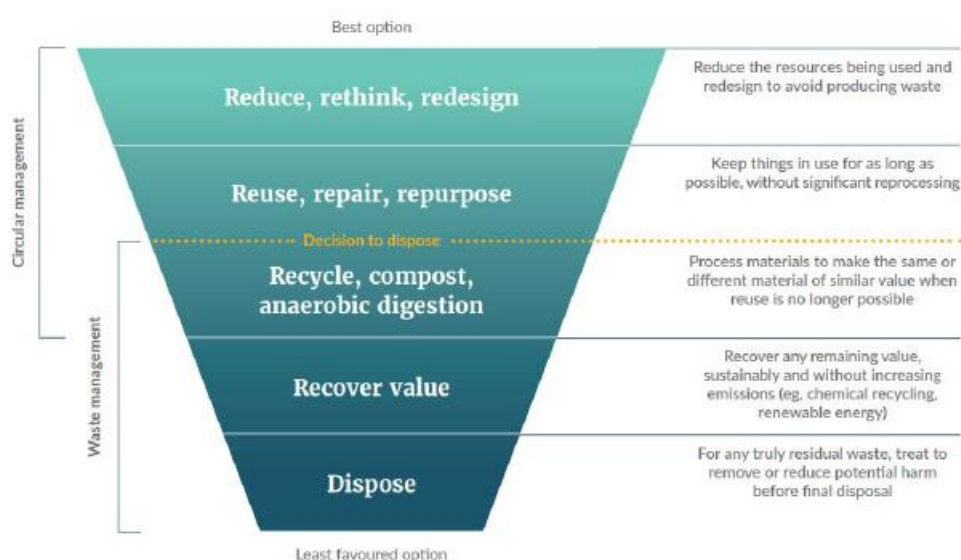 Best option
Circular management
Reduce, rethink, redesign
Reduce the resources being used and
redesign to avoid producing waste
Reuse, repair, repurpose
Keep things in use for as long as
possible, without significant reprocessing
Decision to dispose
Waste management
Recycle, compost,
anaerobic digestion
Process materials to make the same or
different material of similar value when
reuse is no longer possible
Recover value
Recover any remaining value,
sustainably and without increasing
emissions (eg, chemical recycling,
renewable energy)
Dispose
For any truly residual waste, treat to
remove or reduce potential harm
before final disposal
Least favoured option